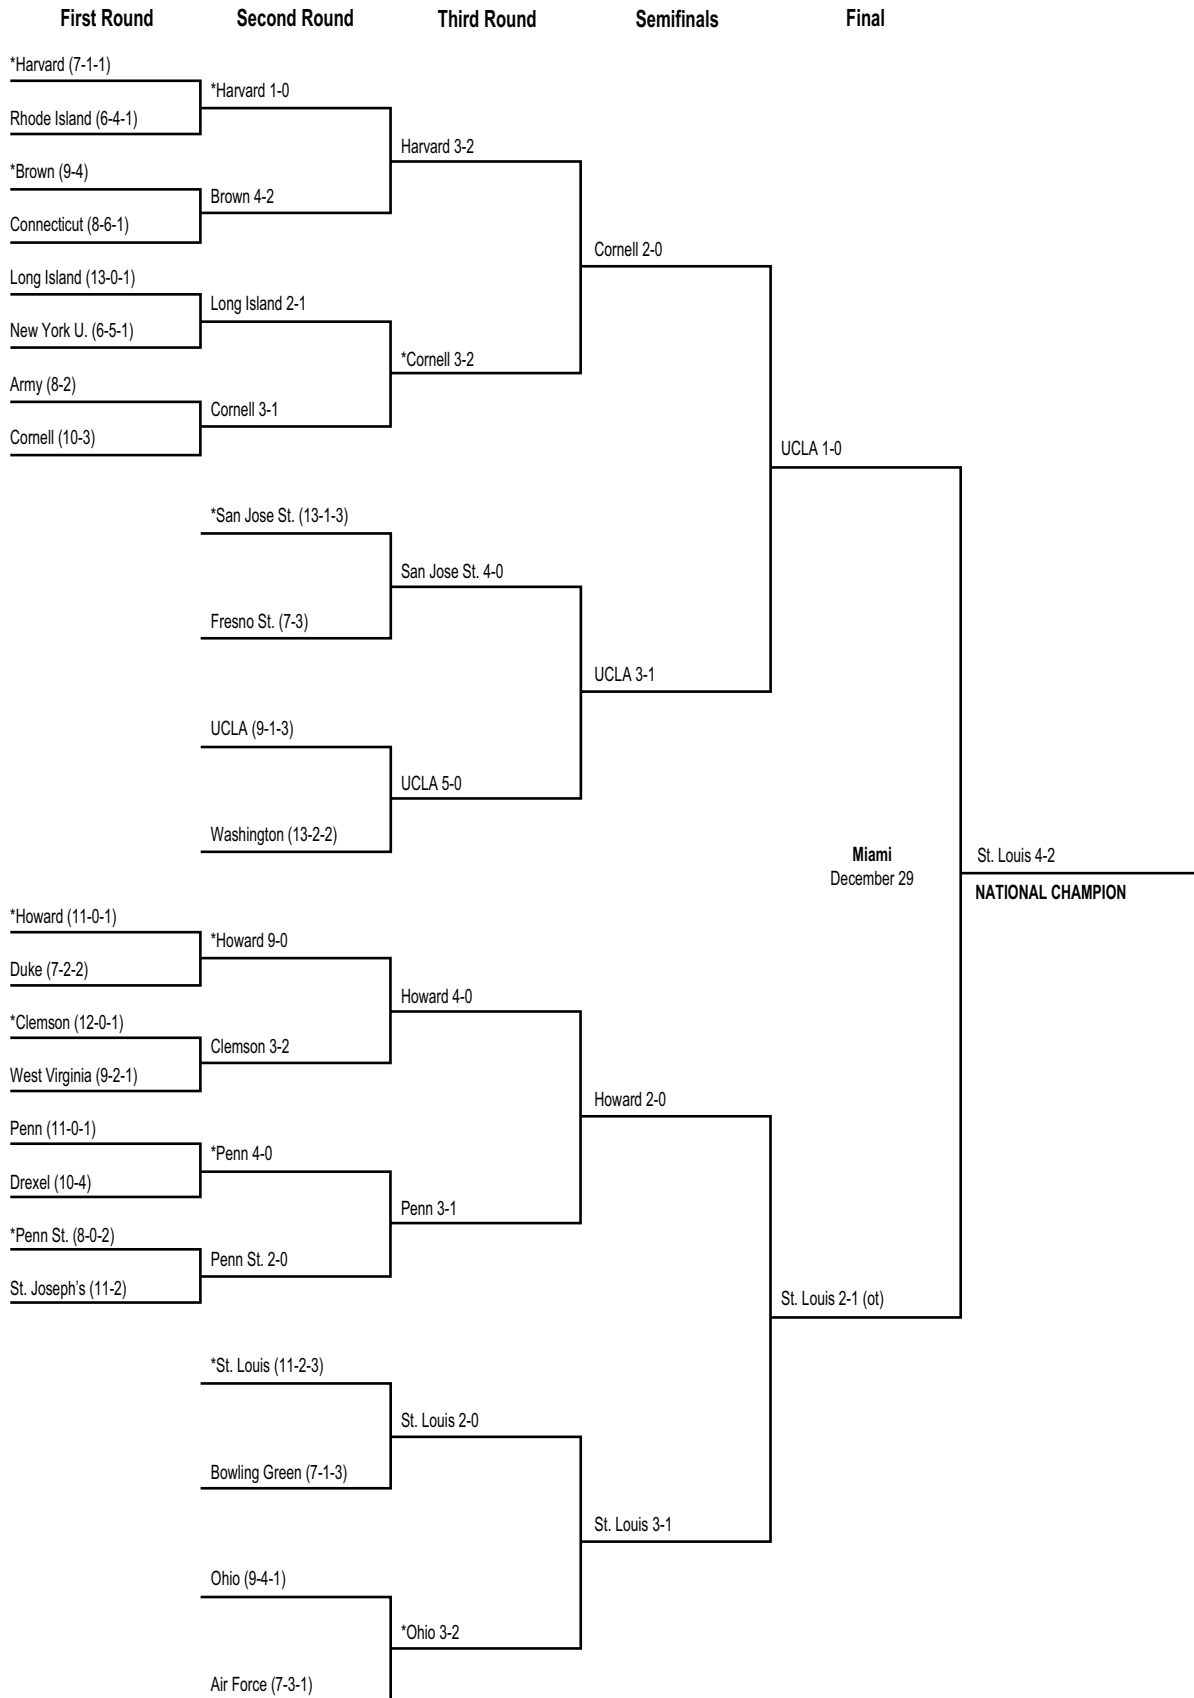 First Round
Second Round
Third Round
Semifinals
Final
*Harvard (7-1-1)
Rhode Island (6-4-1)
*Brown (9-4)
Connecticut (8-6-1)
Long Island (13-0-1)
New York U. (6-5-1)
Army (8-2)
Cornell (10-3)
*Harvard 1-0
Brown 4-2
Long Island 2-1
Cornell 3-1
*San Jose St. (13-1-3)
Fresno St. (7-3)
UCLA (9-1-3)
Washington (13-2-2)
Harvard 3-2
*Cornell 3-2
San Jose St. 4-0
UCLA 5-0
Cornell 2-0
UCLA 3-1
UCLA 1-0
*Howard (11-0-1)
Duke (7-2-2)
*Clemson (12-0-1)
West Virginia (9-2-1)
Penn (11-0-1)
Drexel (10-4)
*Penn St. (8-0-2)
St. Joseph's (11-2)
*Howard 9-0
Clemson 3-2
*Penn 4-0
Penn St. 2-0
*St. Louis (11-2-3)
Bowling Green (7-1-3)
Ohio (9-4-1)
Air Force (7-3-1)
Howard 4-0
Penn 3-1
St. Louis 2-0
*Ohio 3-2
Howard 2-0
St. Louis 3-1
St. Louis 2-1 (ot)
Miami
December 29
St. Louis 4-2
NATIONAL CHAMPION